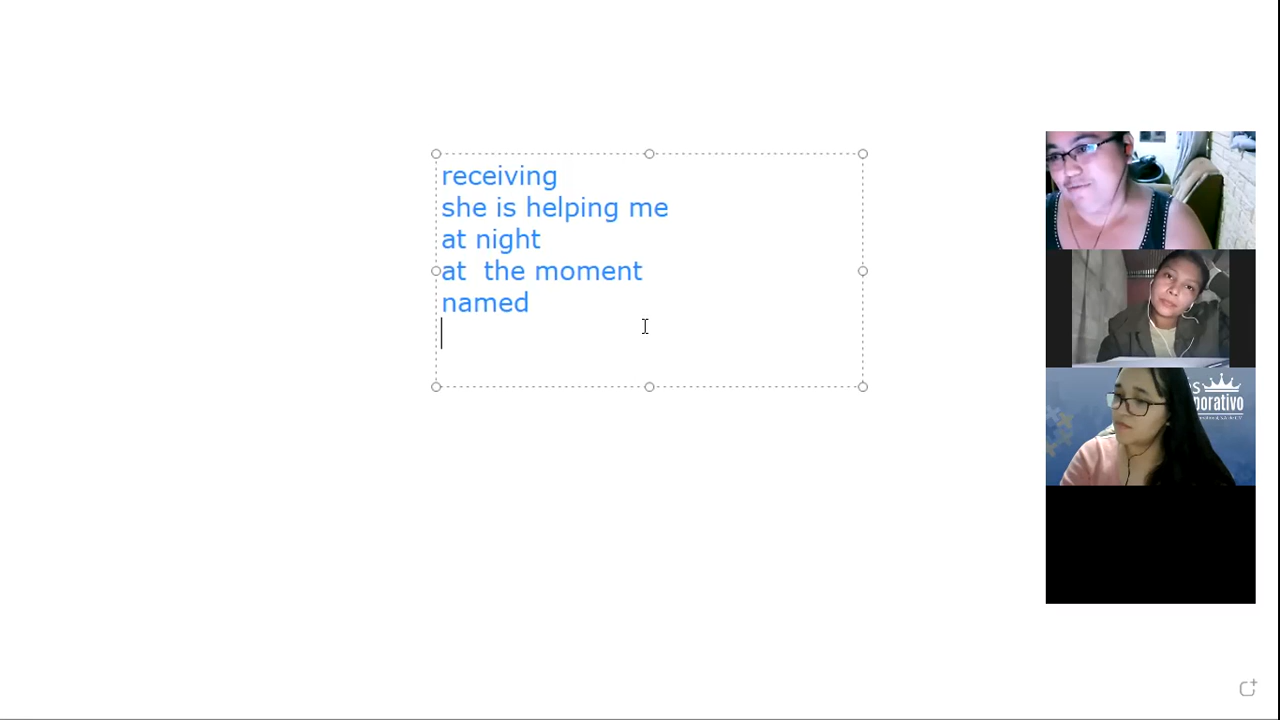 receiving
she is helping me
at night
at  the moment
named